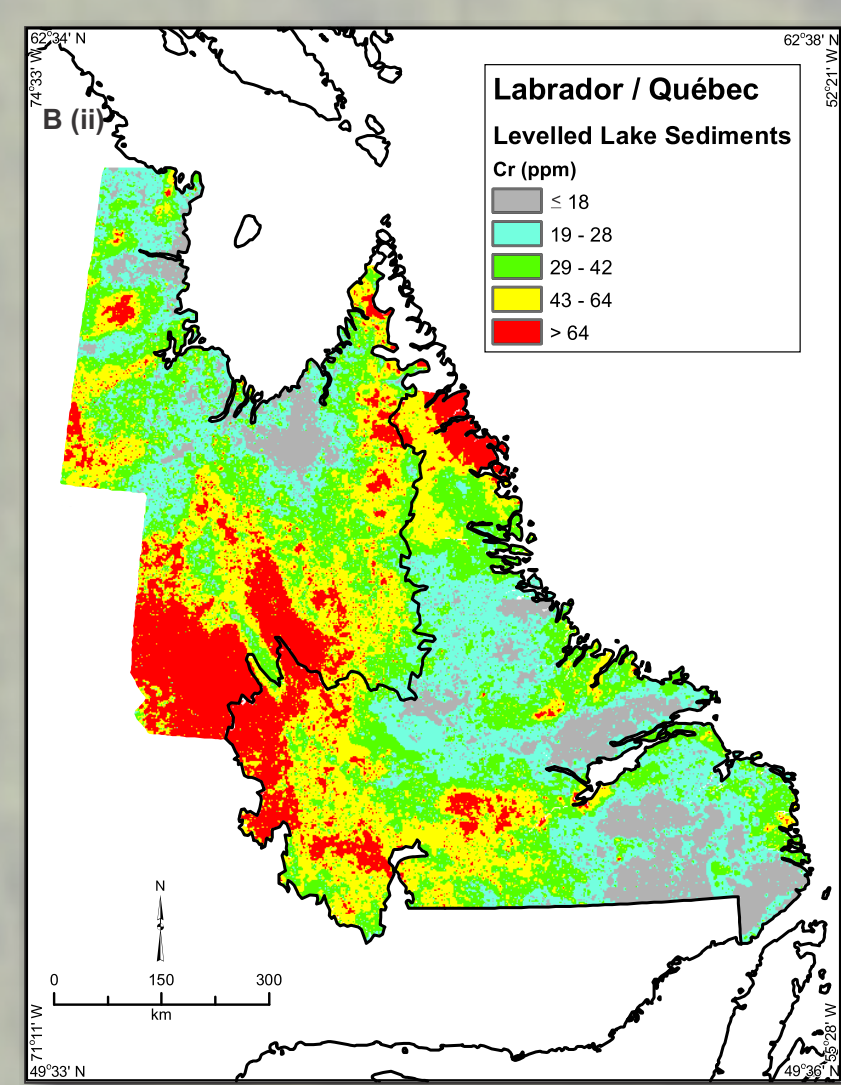 62°34' N
62°38' N
74°33' W
52°21' W
B (ii)
Labrador / Québec
Levelled Lake Sediments
Cr (ppm)
≤ 18
19 - 28
29 - 42
43 - 64
> 64
N
0 150 300
km
71°11' W
55°28' W
49°33' N
49°36' N